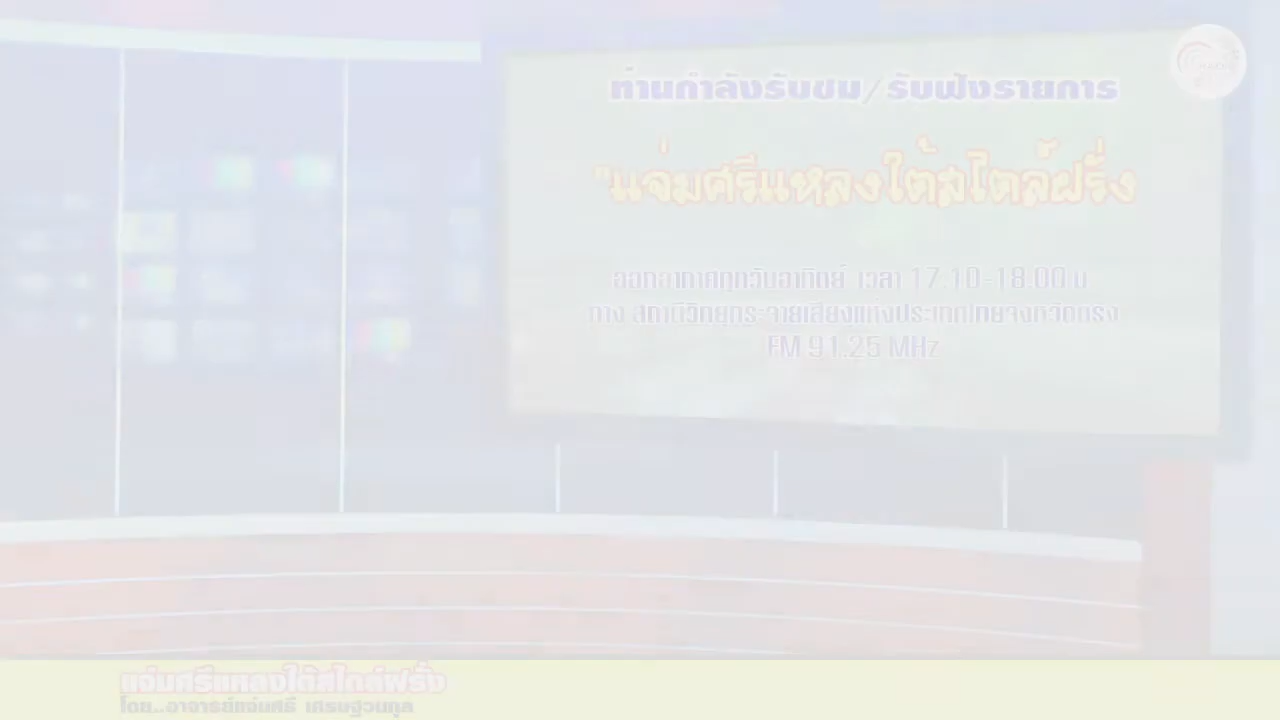 ท่านกำลังรับชม/รับฟังรายการ
"แจ่มศรีแหลงใต้สไตล์ฝรั่ง
ออกอากาศทุกวันอาทิตย์ เวลา 17.10-18.00 น
ทาง สถานีวิทยุกระจายเสียงแห่งประเทศไทยจังหวัดตรัง
FM 91.25 MHz
RADIO
แจ่มศรีแหลงใต้สไตล์ฝรั่ง
โดย..อาจารย์แจ่มศรี เศรษฐวนกุล